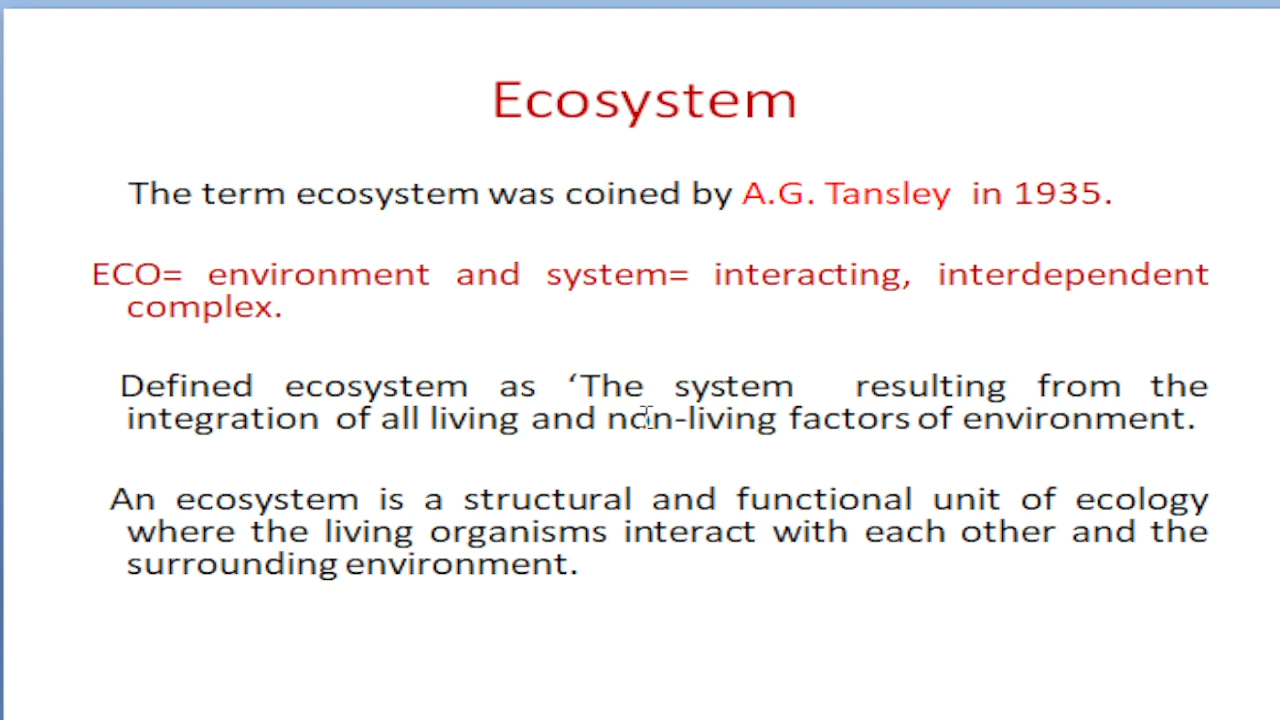 Ecosystem
The term ecosystem was coined by A.G. Tansley in 1935.
ECO= environment and system= interacting, interdependent
complex.
Defined ecosystem as ‘The system resulting from the
integration of all living and non-living factors of environment.
An ecosystem is a structural and functional unit of ecology
where the living organisms interact with each other and the
surrounding environment.